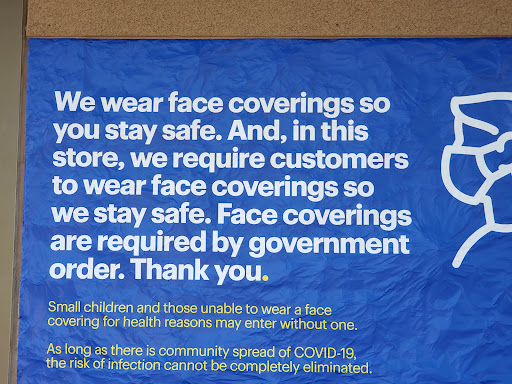 We wear face coverings so
you stay safe. And, in this
store, we require customers
to wear face coverings so
we stay safe. Face coverings
are required by government
order. Thank you.
Small children and those unable to wear a face
covering for health reasons may enter without one.
As long as there is community spread of COVID-19,
the risk of infection cannot be completely eliminated.